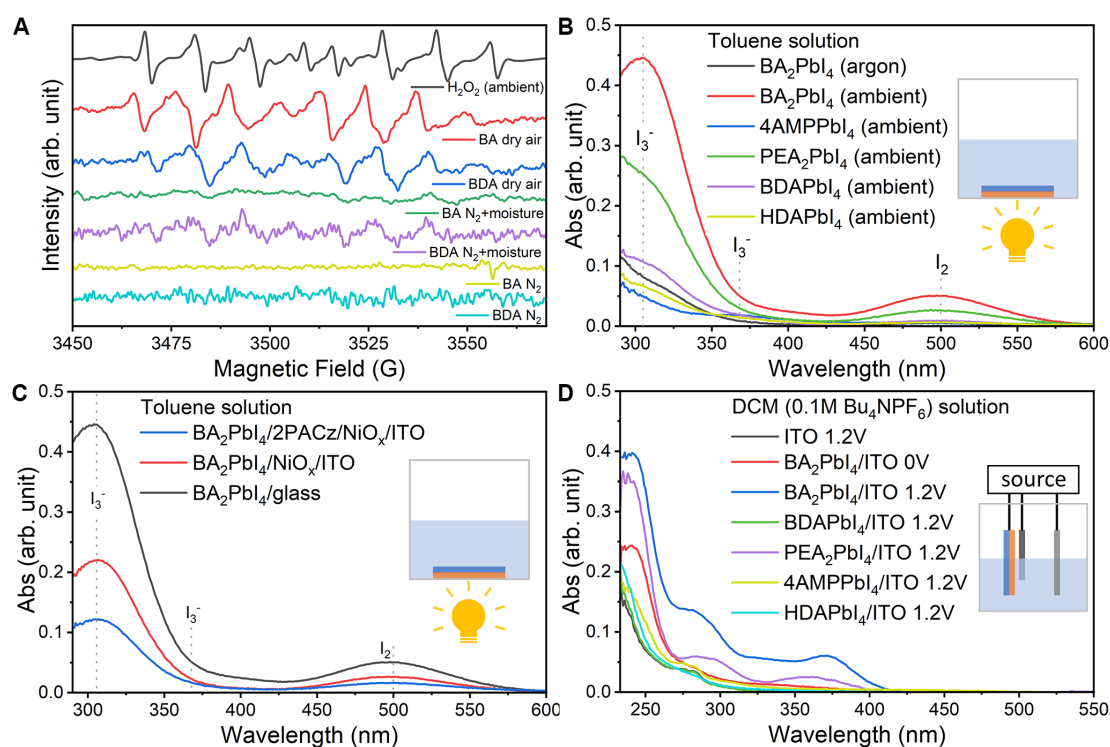 A
Intensity (arb. unit)
H₂O₂ (ambient)
BA dry air
BDA dry air
BA N₂+moisture
BDA N₂+moisture
BA N₂
BDA N₂
3450 3480 3520 3530 3550
Magnetic Field (G)
B
Abs (arb. unit)
0.5
0.4
0.3
0.2
0.1
0.0
Toluene solution
BA₂PbI₄ (argon)
BA₂PbI₄ (ambient)
4AMPPbI₄ (ambient)
PEA₂PbI₄ (ambient)
BDAPbI₄ (ambient)
HDAPbI₄ (ambient)
I₃⁻
I₃⁻
I₂
300 350 400 450 500 550 600
Wavelength (nm)
C
Abs (arb. unit)
0.5
0.4
0.3
0.2
0.1
0.0
Toluene solution
BA₂PbI₄/2PACz/NiOₓ/ITO
BA₂PbI₄/NiOₓ/ITO
BA₂PbI₄/glass
I₃⁻
I₃⁻
I₂
300 350 400 450 500 550 600
Wavelength (nm)
D
Abs (arb. unit)
0.5
0.4
0.3
0.2
0.1
0.0
DCM (0.1M Bu₄NPF₆) solution
ITO 1.2V
BA₂PbI₄/ITO 0V
BA₂PbI₄/ITO 1.2V
BDAPbI₄/ITO 1.2V
PEA₂PbI₄/ITO 1.2V
4AMPPbI₄/ITO 1.2V
HDAPbI₄/ITO 1.2V
source
250 300 350 400 450 500 550
Wavelength (nm)